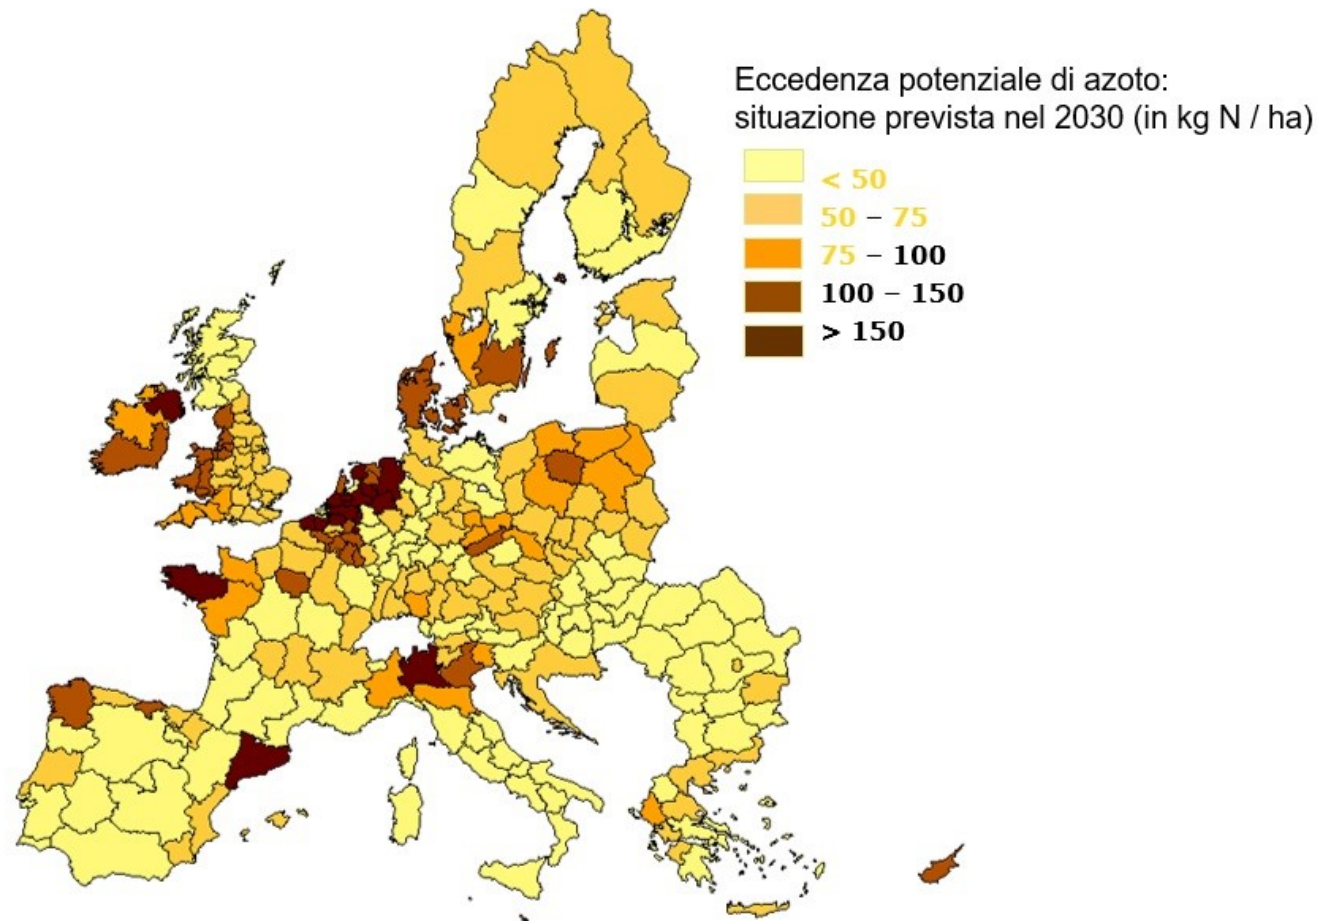 Eccedenza potenziale di azoto:
situazione prevista nel 2030 (in kg N / ha)
< 50
50 – 75
75 – 100
100 – 150
> 150